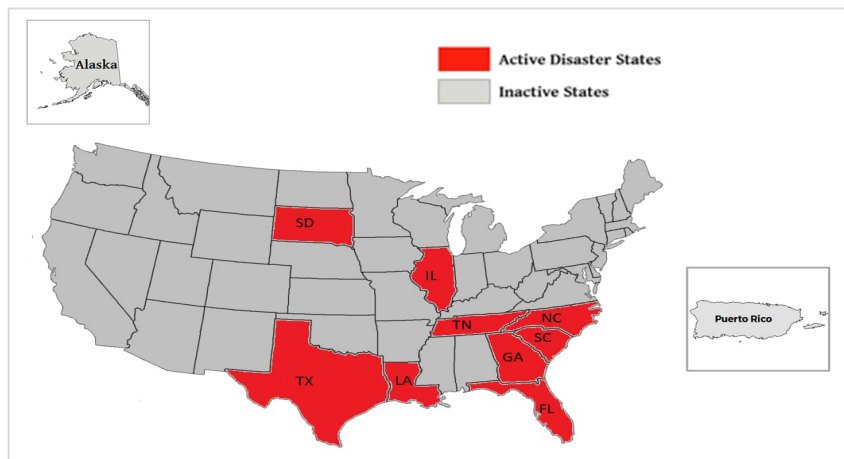 Alaska
Active Disaster States
Inactive States
SD
IL
TN
NC
SC
GA
TX
LA
FL
Puerto Rico